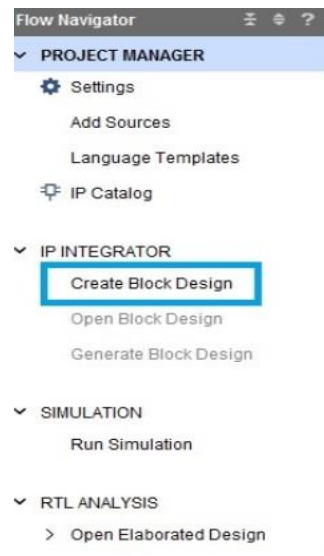 Flow Navigator ?
PROJECT MANAGER
Settings
Add Sources
Language Templates
IP Catalog
IP INTEGRATOR
Create Block Design
Open Block Design
Generate Block Design
SIMULATION
Run Simulation
RTL ANALYSIS
Open Elaborated Design